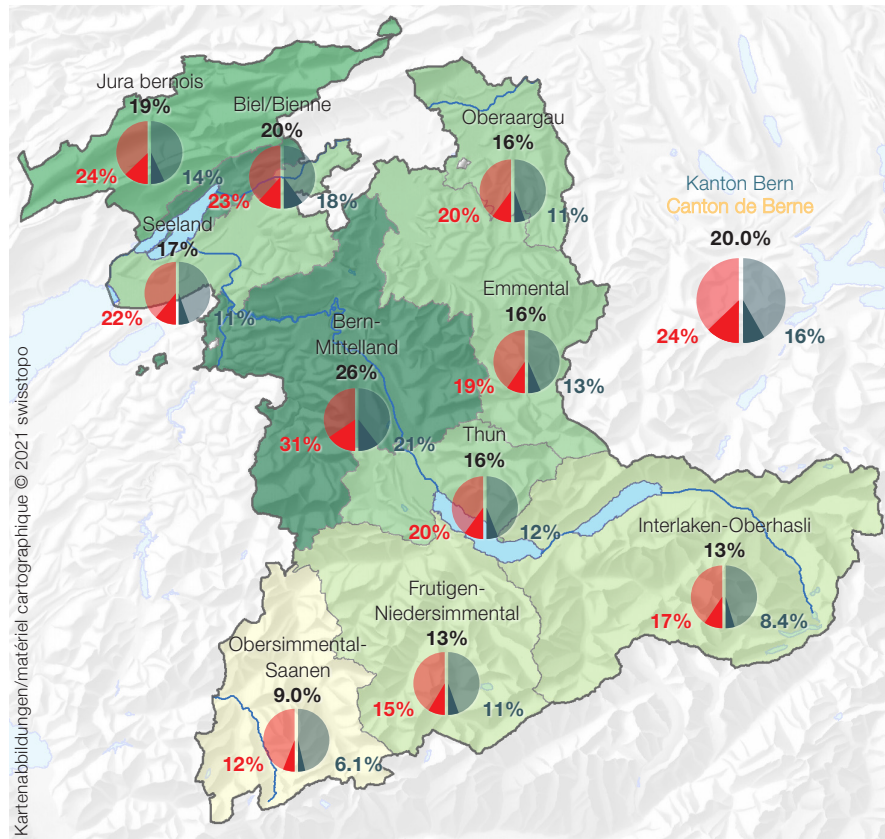 Jura bernois
19%
24%
14%
Biel/Bienne
20%
23%
18%
Oberaargau
16%
20%
11%
Kanton Bern
Canton de Berne
20.0%
24%
16%
Seeland
17%
22%
11%
Emmental
16%
19%
13%
Bern-
Mittelland
26%
31%
21%
Thun
16%
20%
12%
Interlaken-Oberhasli
13%
17%
8.4%
Frutigen-
Niedersimmental
13%
15%
11%
Obersimmental-
Saanen
9.0%
12%
6.1%
Kartenabbildungen/matériel cartographique © 2021 swisstopo